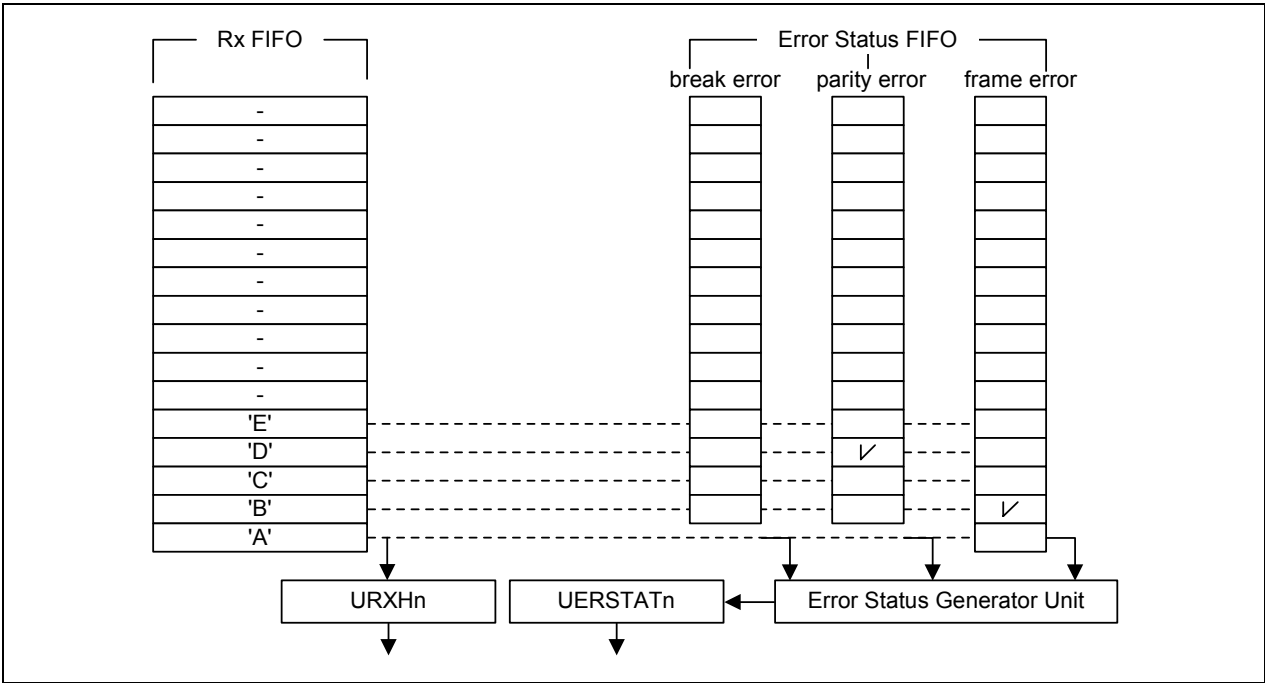 Rx FIFO
Error Status FIFO
break error parity error frame error
-
-
-
-
-
-
-
-
-
-
-
'E'
'D'
'C'
'B'
'A'
URXHn
UERSTATn
Error Status Generator Unit